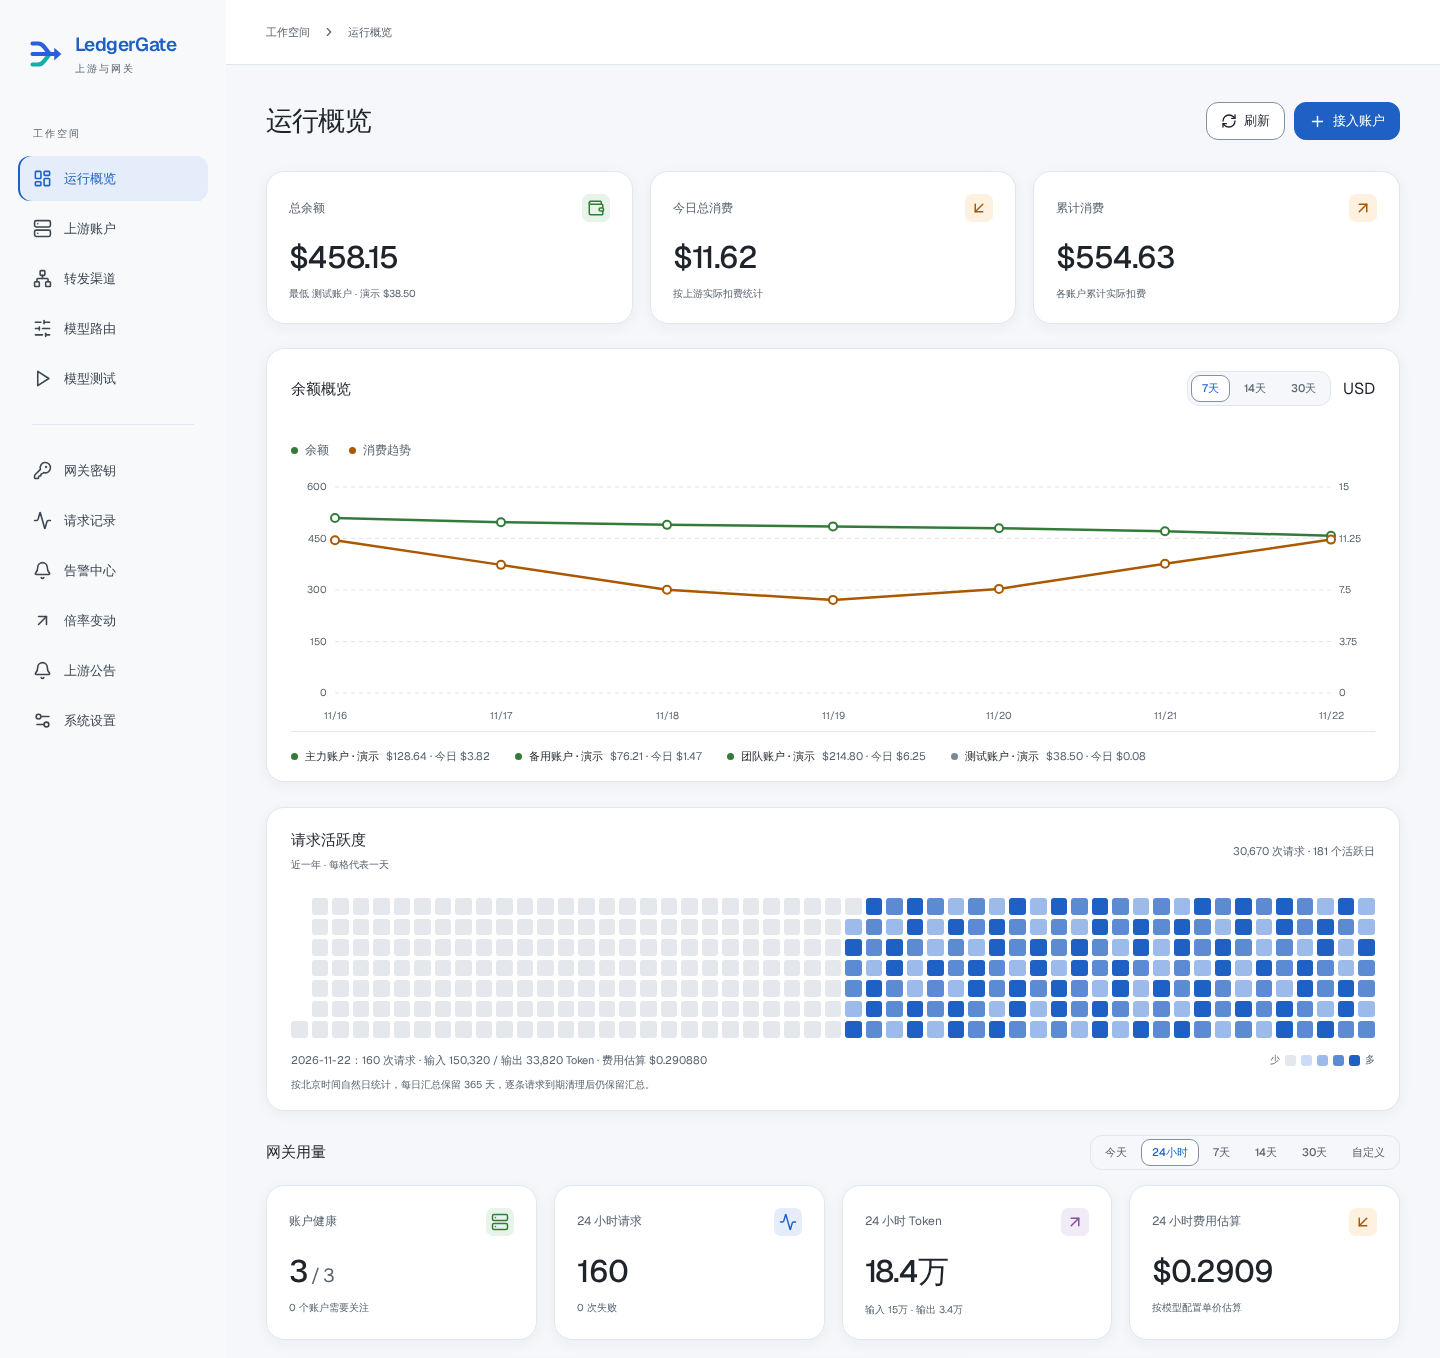 LedgerGate
上游与网关
工作空间
运行概览
上游账户
转发渠道
模型路由
模型测试
网关密钥
请求记录
告警中心
倍率变动
上游公告
系统设置
工作空间 > 运行概览
运行概览
刷新
接入账户
总余额
$458.15
最低 测试账户 · 演示 $38.50
今日总消费
$11.62
按上游实际扣费统计
累计消费
$554.63
各账户累计实际扣费
余额概览
7天 14天 30天 USD
余额 消费趋势
600 15
450 11.25
300 7.5
150 3.75
0 0
11/16 11/17 11/18 11/19 11/20 11/21 11/22
主力账户 · 演示 $128.64 · 今日 $3.82 备用账户 · 演示 $76.21 · 今日 $1.47 团队账户 · 演示 $214.80 · 今日 $6.25 测试账户 · 演示 $38.50 · 今日 $0.08
请求活跃度
近一年 · 每格代表一天
30,670 次请求 · 181 个活跃日
2026-11-22：160 次请求 · 输入 150,320 / 输出 33,820 Token · 费用估算 $0.290880
少 多
按北京时间自然日统计，每日汇总保留 365 天，逐条请求到期清理后仍保留汇总。
网关用量
今天 24小时 7天 14天 30天 自定义
账户健康
3 / 3
0 个账户需要关注
24 小时请求
160
0 次失败
24 小时 Token
18.4万
输入 15万 · 输出 3.4万
24 小时费用估算
$0.2909
按模型配置单价估算